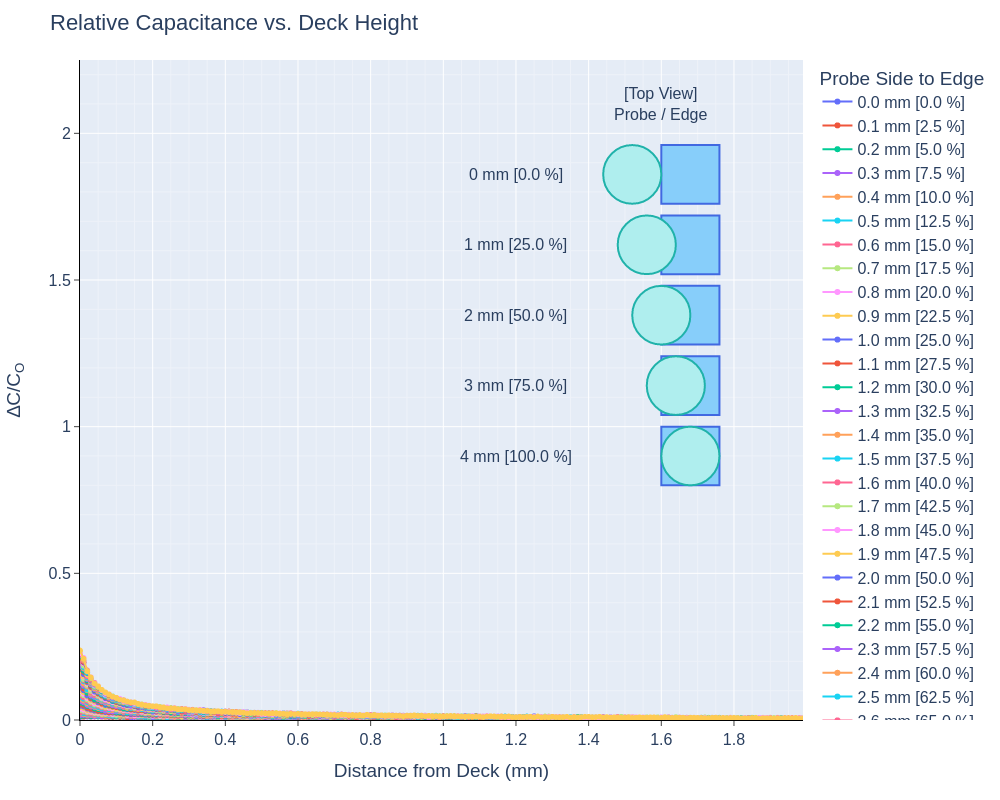 Relative Capacitance vs. Deck Height
Probe Side to Edge
0.0 mm [0.0 %]
0.1 mm [2.5 %]
0.2 mm [5.0 %]
0.3 mm [7.5 %]
0.4 mm [10.0 %]
0.5 mm [12.5 %]
0.6 mm [15.0 %]
0.7 mm [17.5 %]
0.8 mm [20.0 %]
0.9 mm [22.5 %]
1.0 mm [25.0 %]
1.1 mm [27.5 %]
1.2 mm [30.0 %]
1.3 mm [32.5 %]
1.4 mm [35.0 %]
1.5 mm [37.5 %]
1.6 mm [40.0 %]
1.7 mm [42.5 %]
1.8 mm [45.0 %]
1.9 mm [47.5 %]
2.0 mm [50.0 %]
2.1 mm [52.5 %]
2.2 mm [55.0 %]
2.3 mm [57.5 %]
2.4 mm [60.0 %]
2.5 mm [62.5 %]
2.6 mm [65.0 %]
[Top View]
Probe / Edge
0 mm [0.0 %]
1 mm [25.0 %]
2 mm [50.0 %]
3 mm [75.0 %]
4 mm [100.0 %]
ΔC/C_O
2
1.5
1
0.5
0
0 0.2 0.4 0.6 0.8 1 1.2 1.4 1.6 1.8
Distance from Deck (mm)